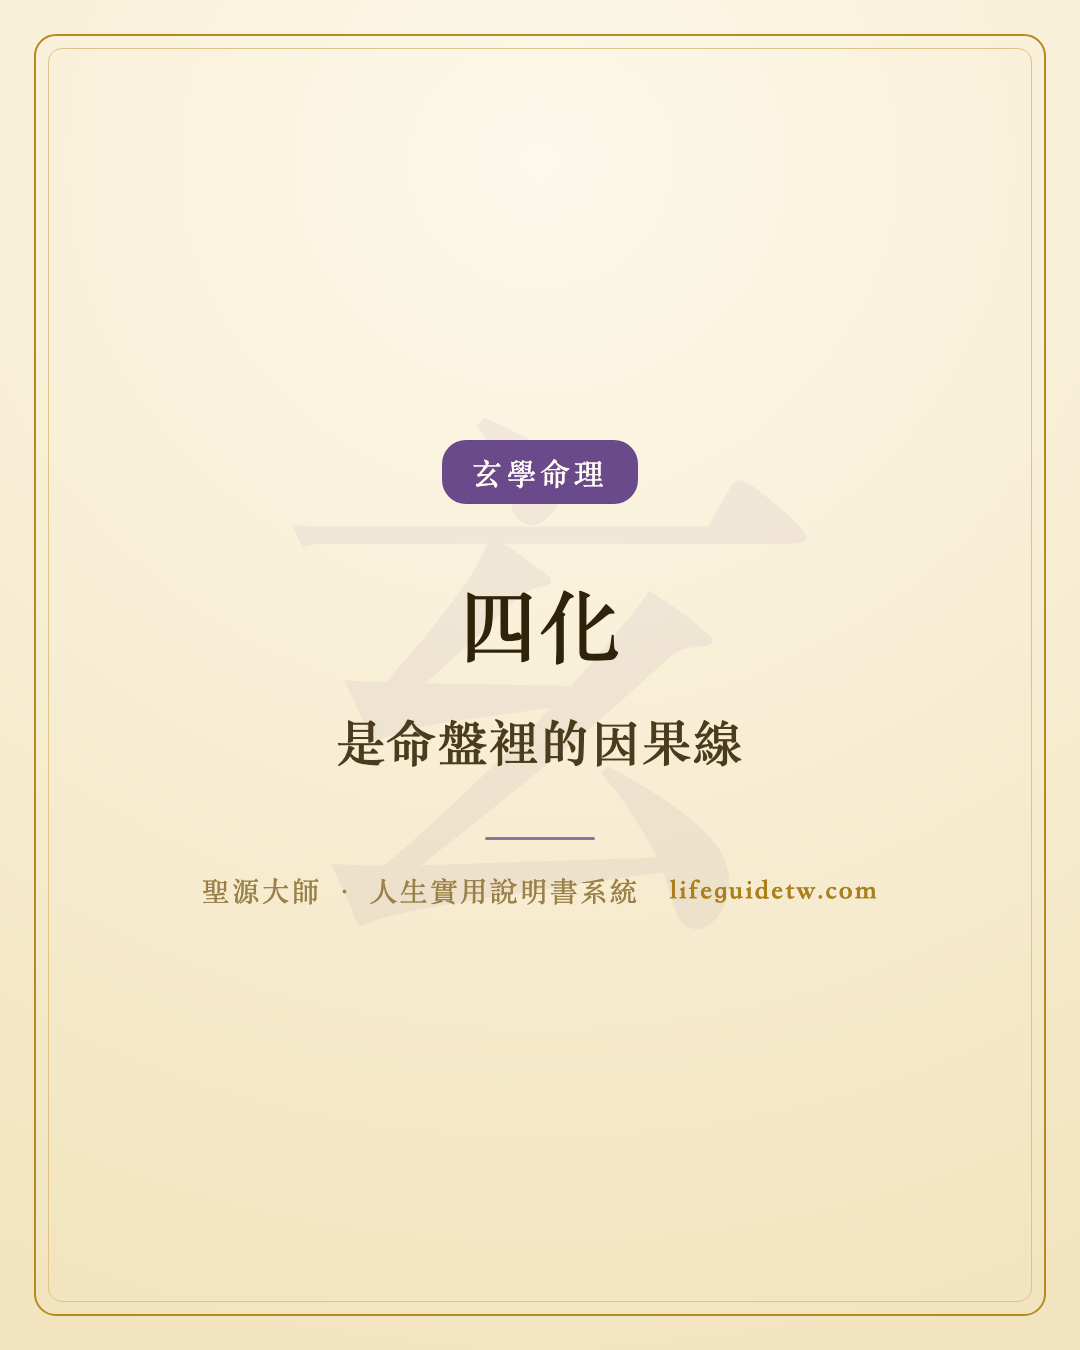 玄學命理
四化
是命盤裡的因果線
聖源大師 · 人生實用說明書系統 lifeguidetw.com
玄